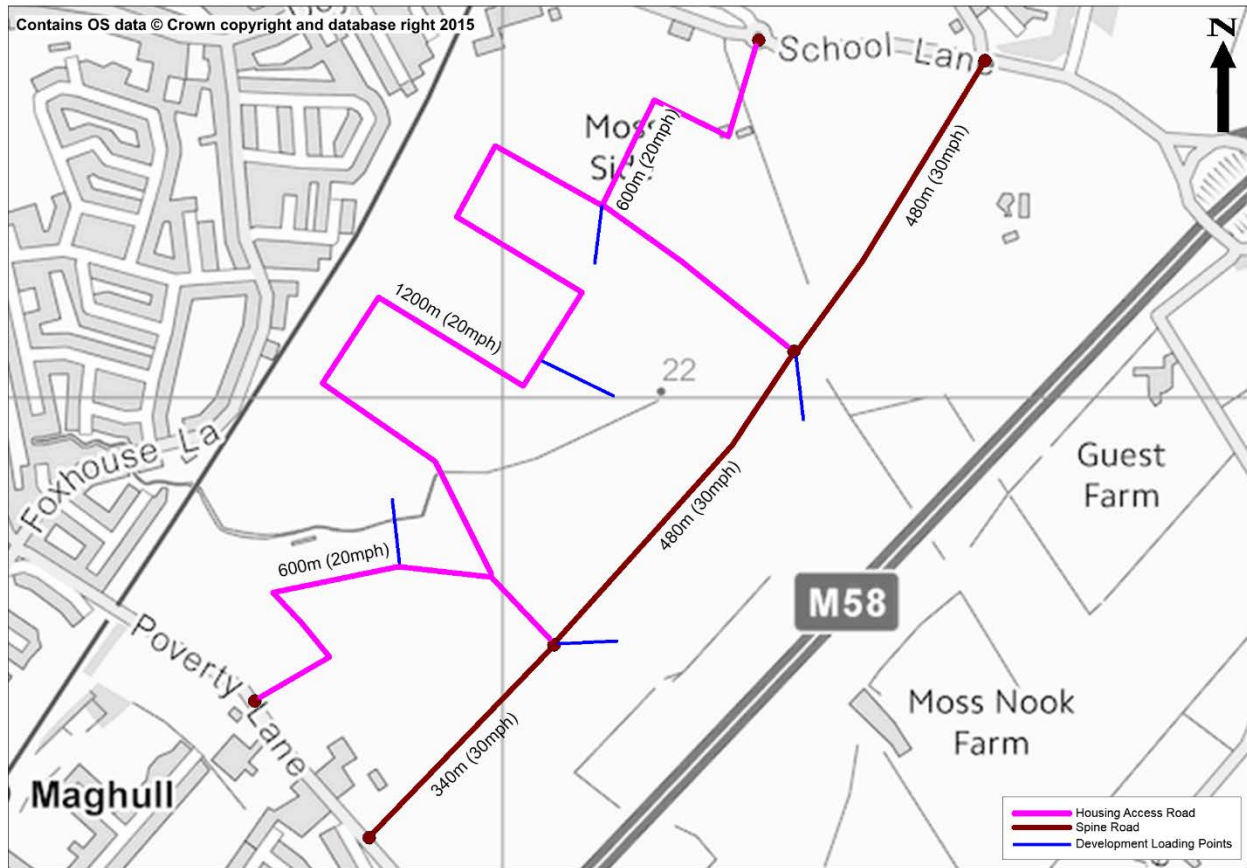 Contains OS data © Crown copyright and database right 2015
N
School Lane
Moss
Side
600m (20mph)
480m (30mph)
1200m (20mph)
22
Foxhouse La
Guest
Farm
480m (30mph)
600m (20mph)
M58
Poverty Lane
Moss Nook
Farm
340m (30mph)
Maghull
Housing Access Road
Spine Road
Development Loading Points